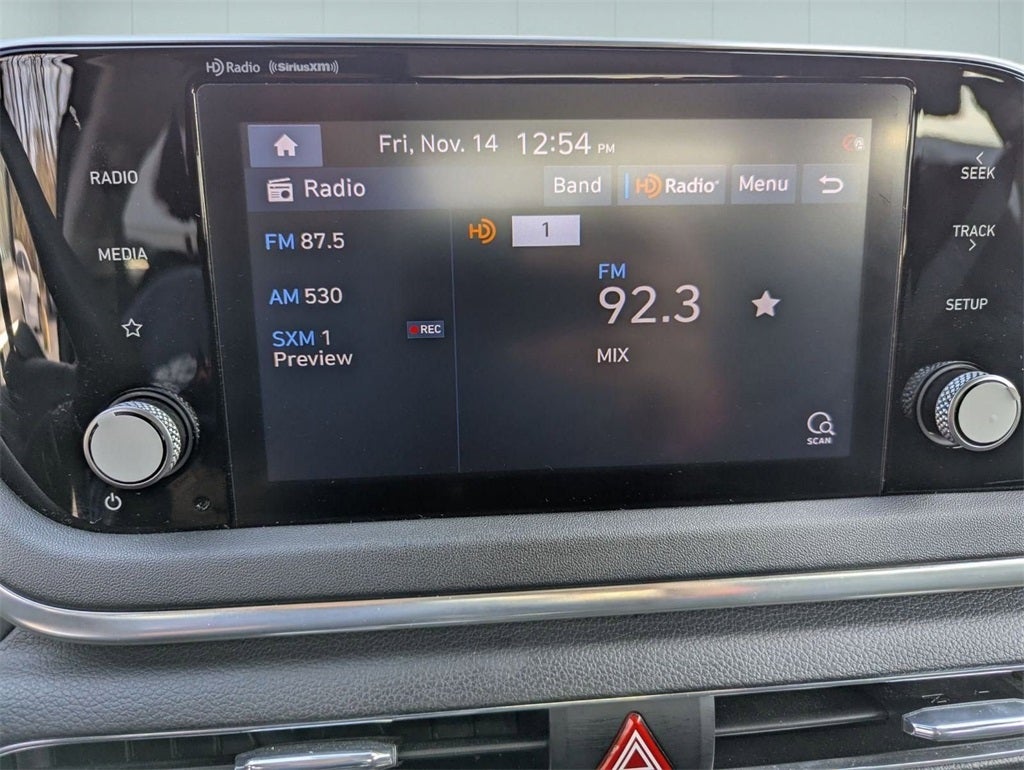 HD Radio ((SiriusXM))
Fri, Nov. 14 12:54 PM
Radio Band HD Radio Menu
FM 87.5
AM 530
SXM 1
Preview
REC
HD 1
FM
92.3
MIX
SCAN
RADIO
MEDIA
SEEK
TRACK
SETUP